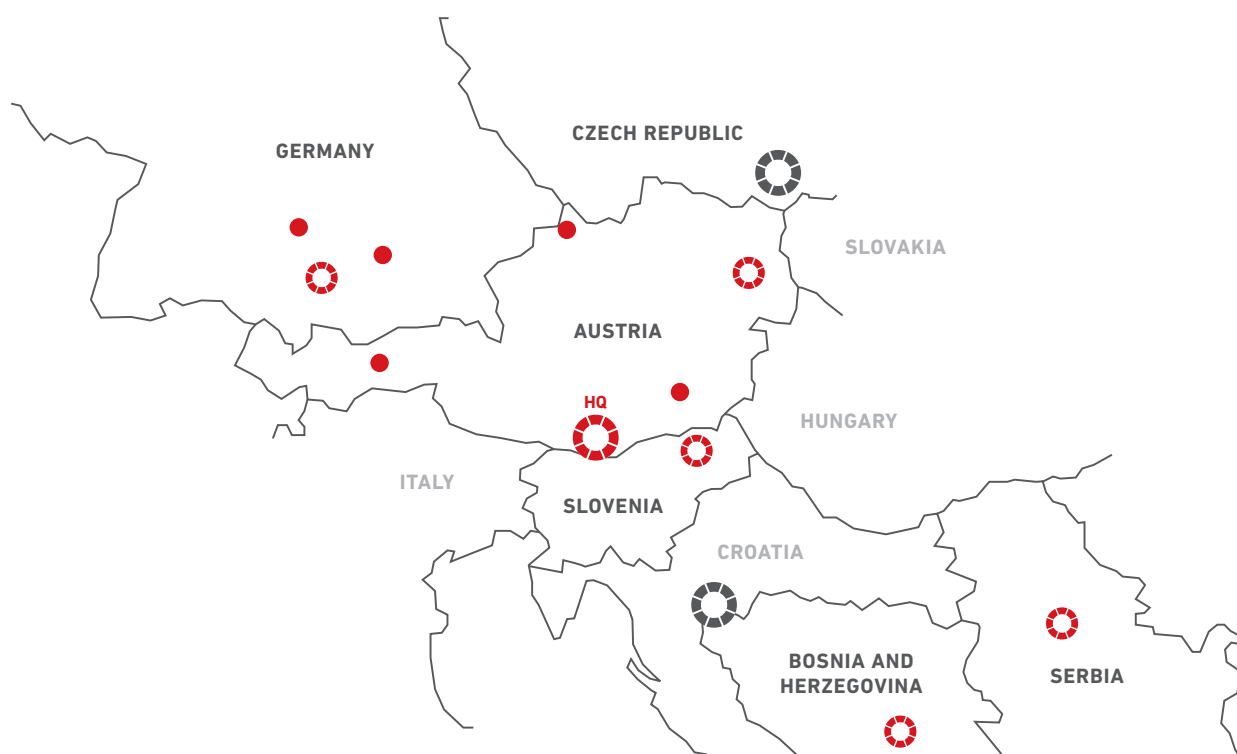 CZECH REPUBLIC
GERMANY
SLOVAKIA
AUSTRIA
HQ
HUNGARY
ITALY
SLOVENIA
CROATIA
BOSNIA AND
HERZEGOVINA
SERBIA